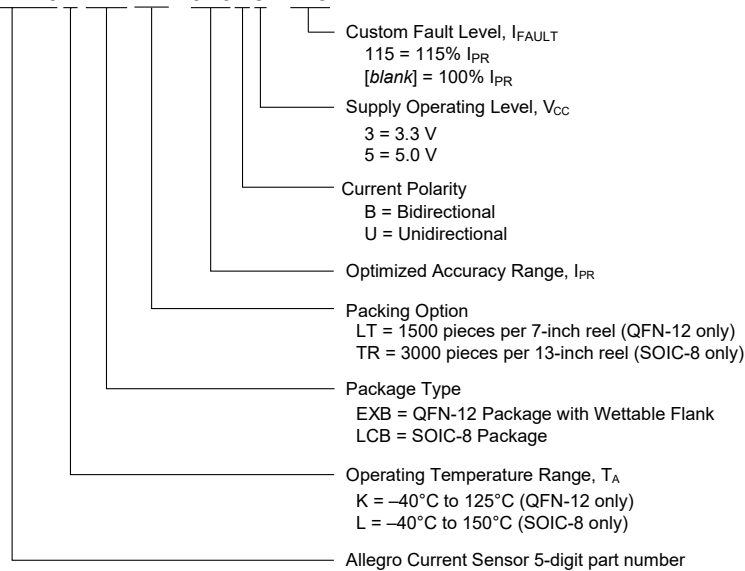 Custom Fault Level, IFAULT
115 = 115% IPR
[blank] = 100% IPR
Supply Operating Level, VCC
3 = 3.3 V
5 = 5.0 V
Current Polarity
B = Bidirectional
U = Unidirectional
Optimized Accuracy Range, IPR
Packing Option
LT = 1500 pieces per 7-inch reel (QFN-12 only)
TR = 3000 pieces per 13-inch reel (SOIC-8 only)
Package Type
EXB = QFN-12 Package with Wettable Flank
LCB = SOIC-8 Package
Operating Temperature Range, TA
K = –40°C to 125°C (QFN-12 only)
L = –40°C to 150°C (SOIC-8 only)
Allegro Current Sensor 5-digit part number